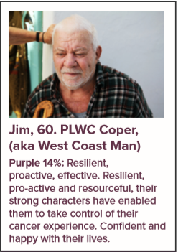 Jim, 60. PLWC Coper,
(aka West Coast Man)
Purple 14%: Resilient,
proactive, effective. Resilient,
pro-active and resourceful, their
strong characters have enabled
them to take control of their
cancer experience. Confident and
happy with their lives.